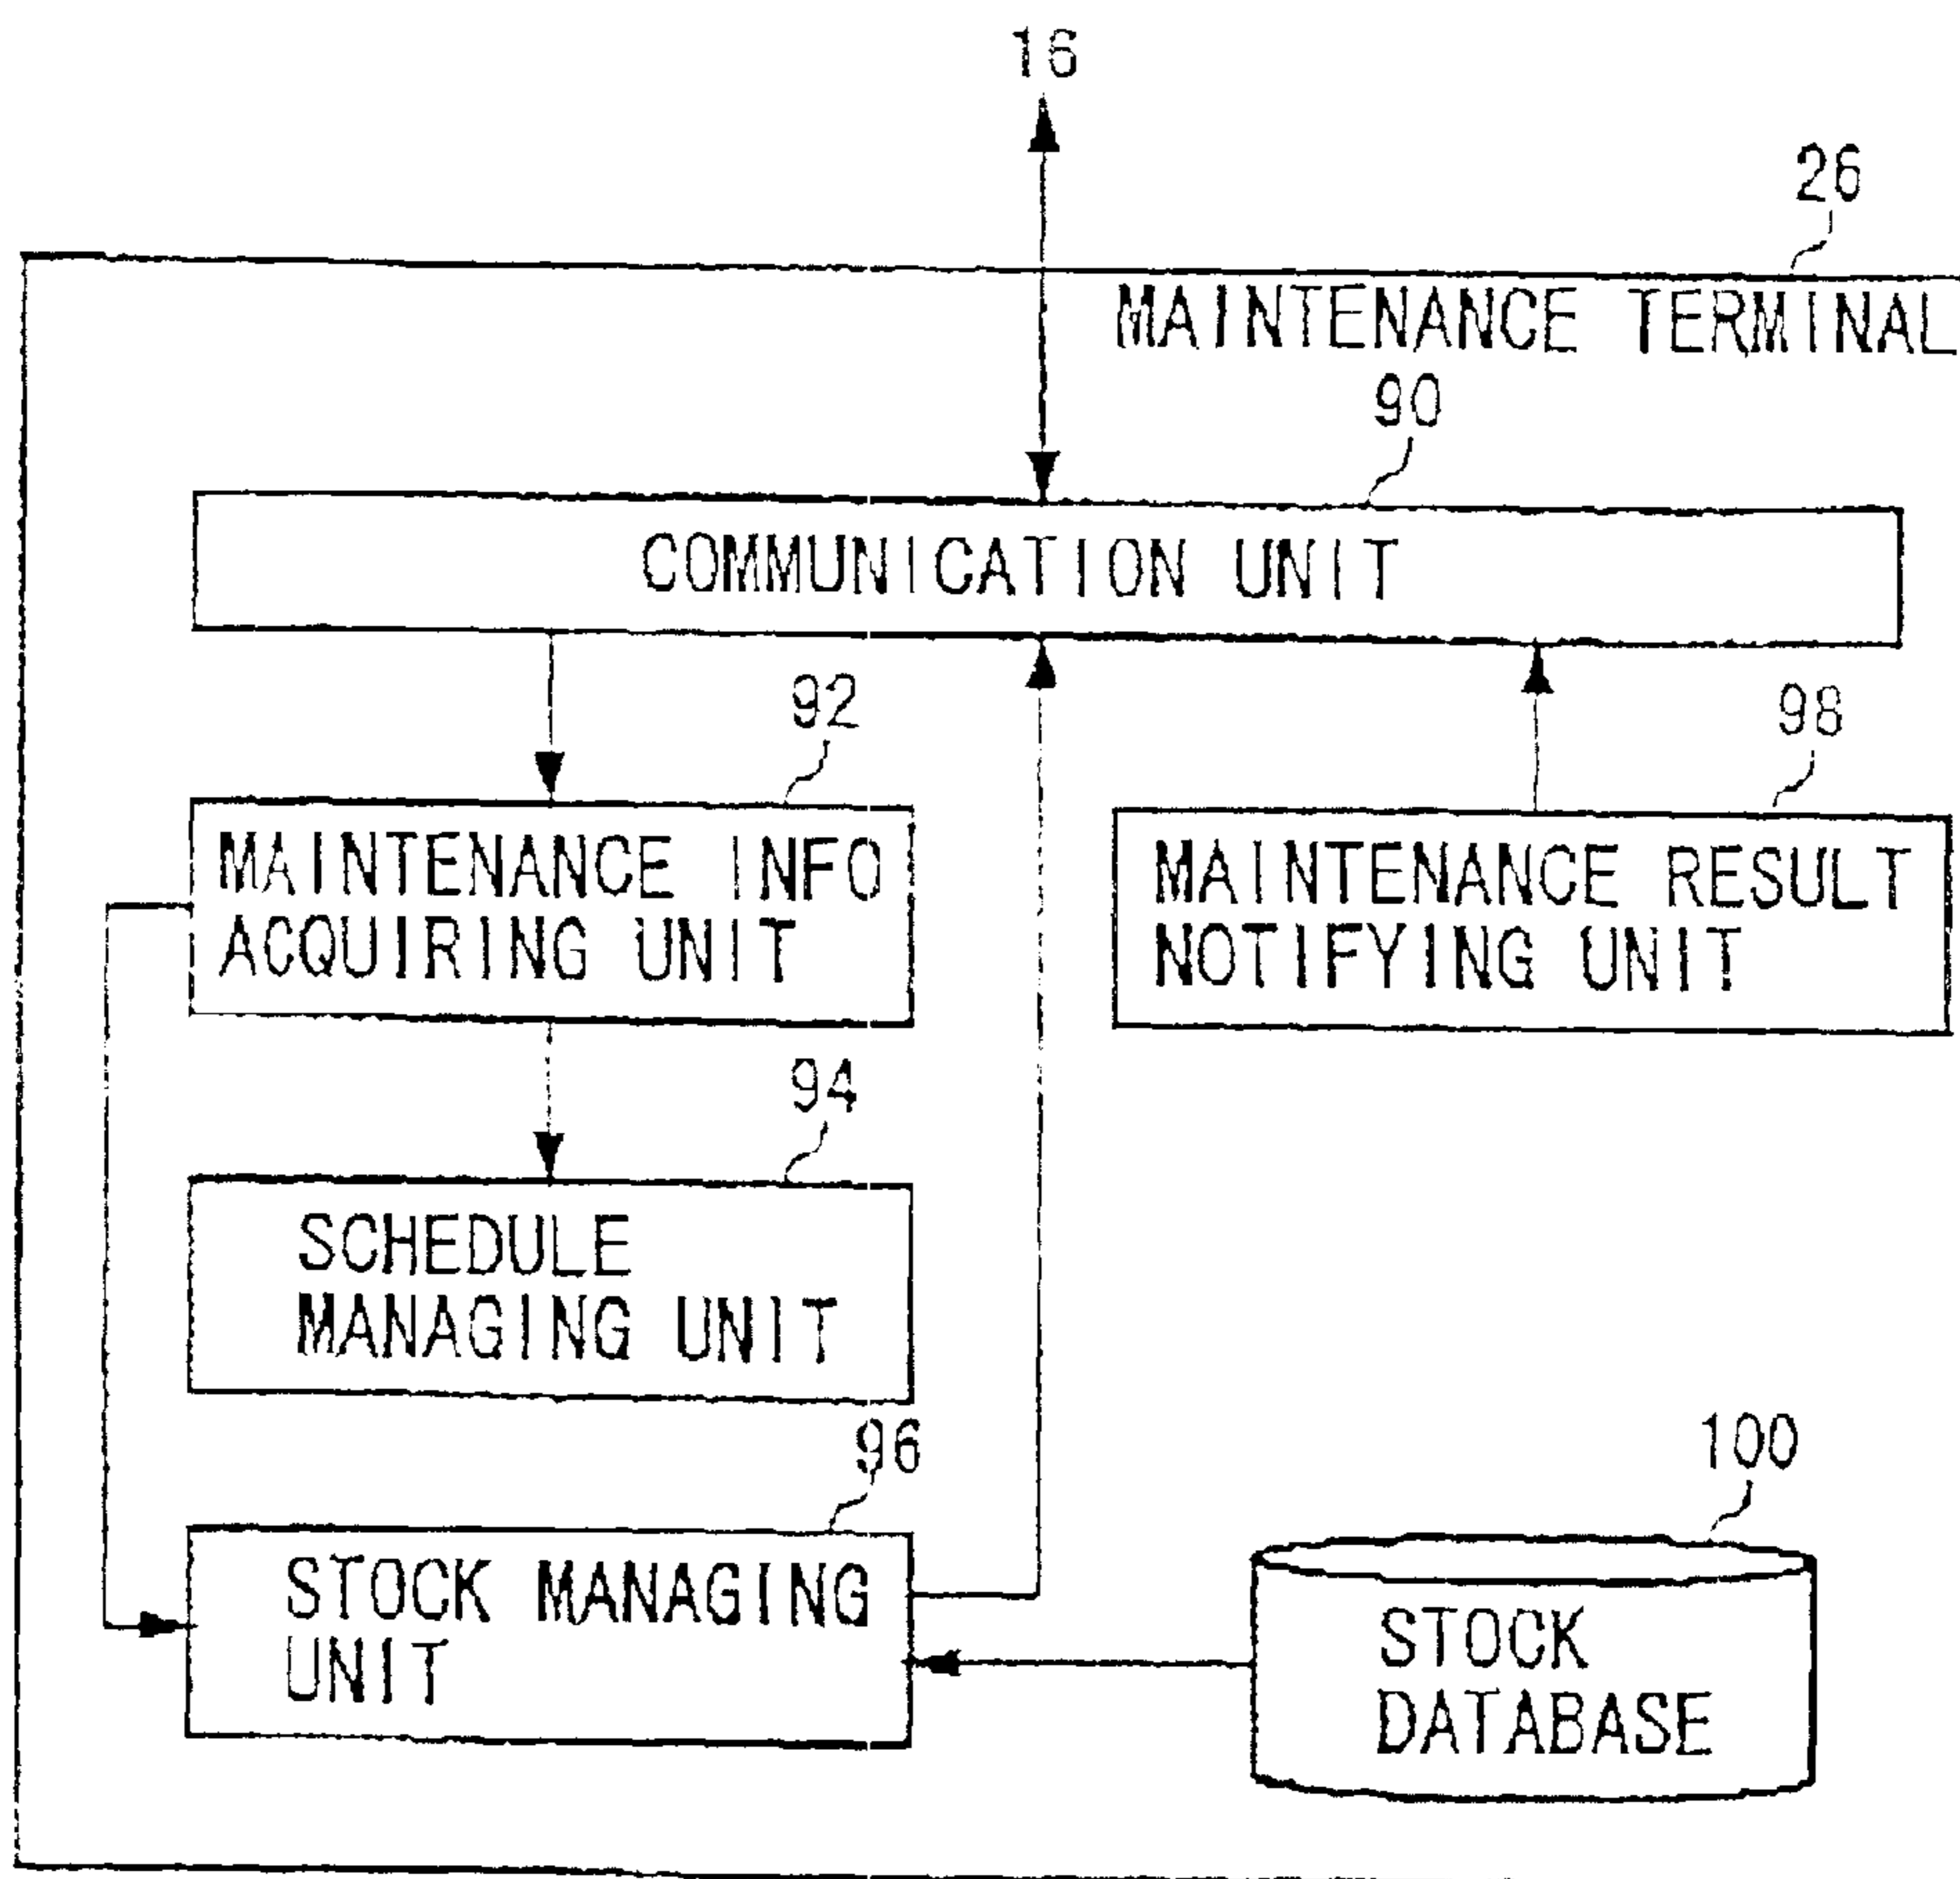 16
26
MAINTENANCE TERMINAL
90
COMMUNICATION UNIT
92
98
MAINTENANCE INFO
ACQUIRING UNIT
MAINTENANCE RESULT
NOTIFYING UNIT
94
SCHEDULE
MANAGING UNIT
96
100
STOCK MANAGING
UNIT
STOCK
DATABASE